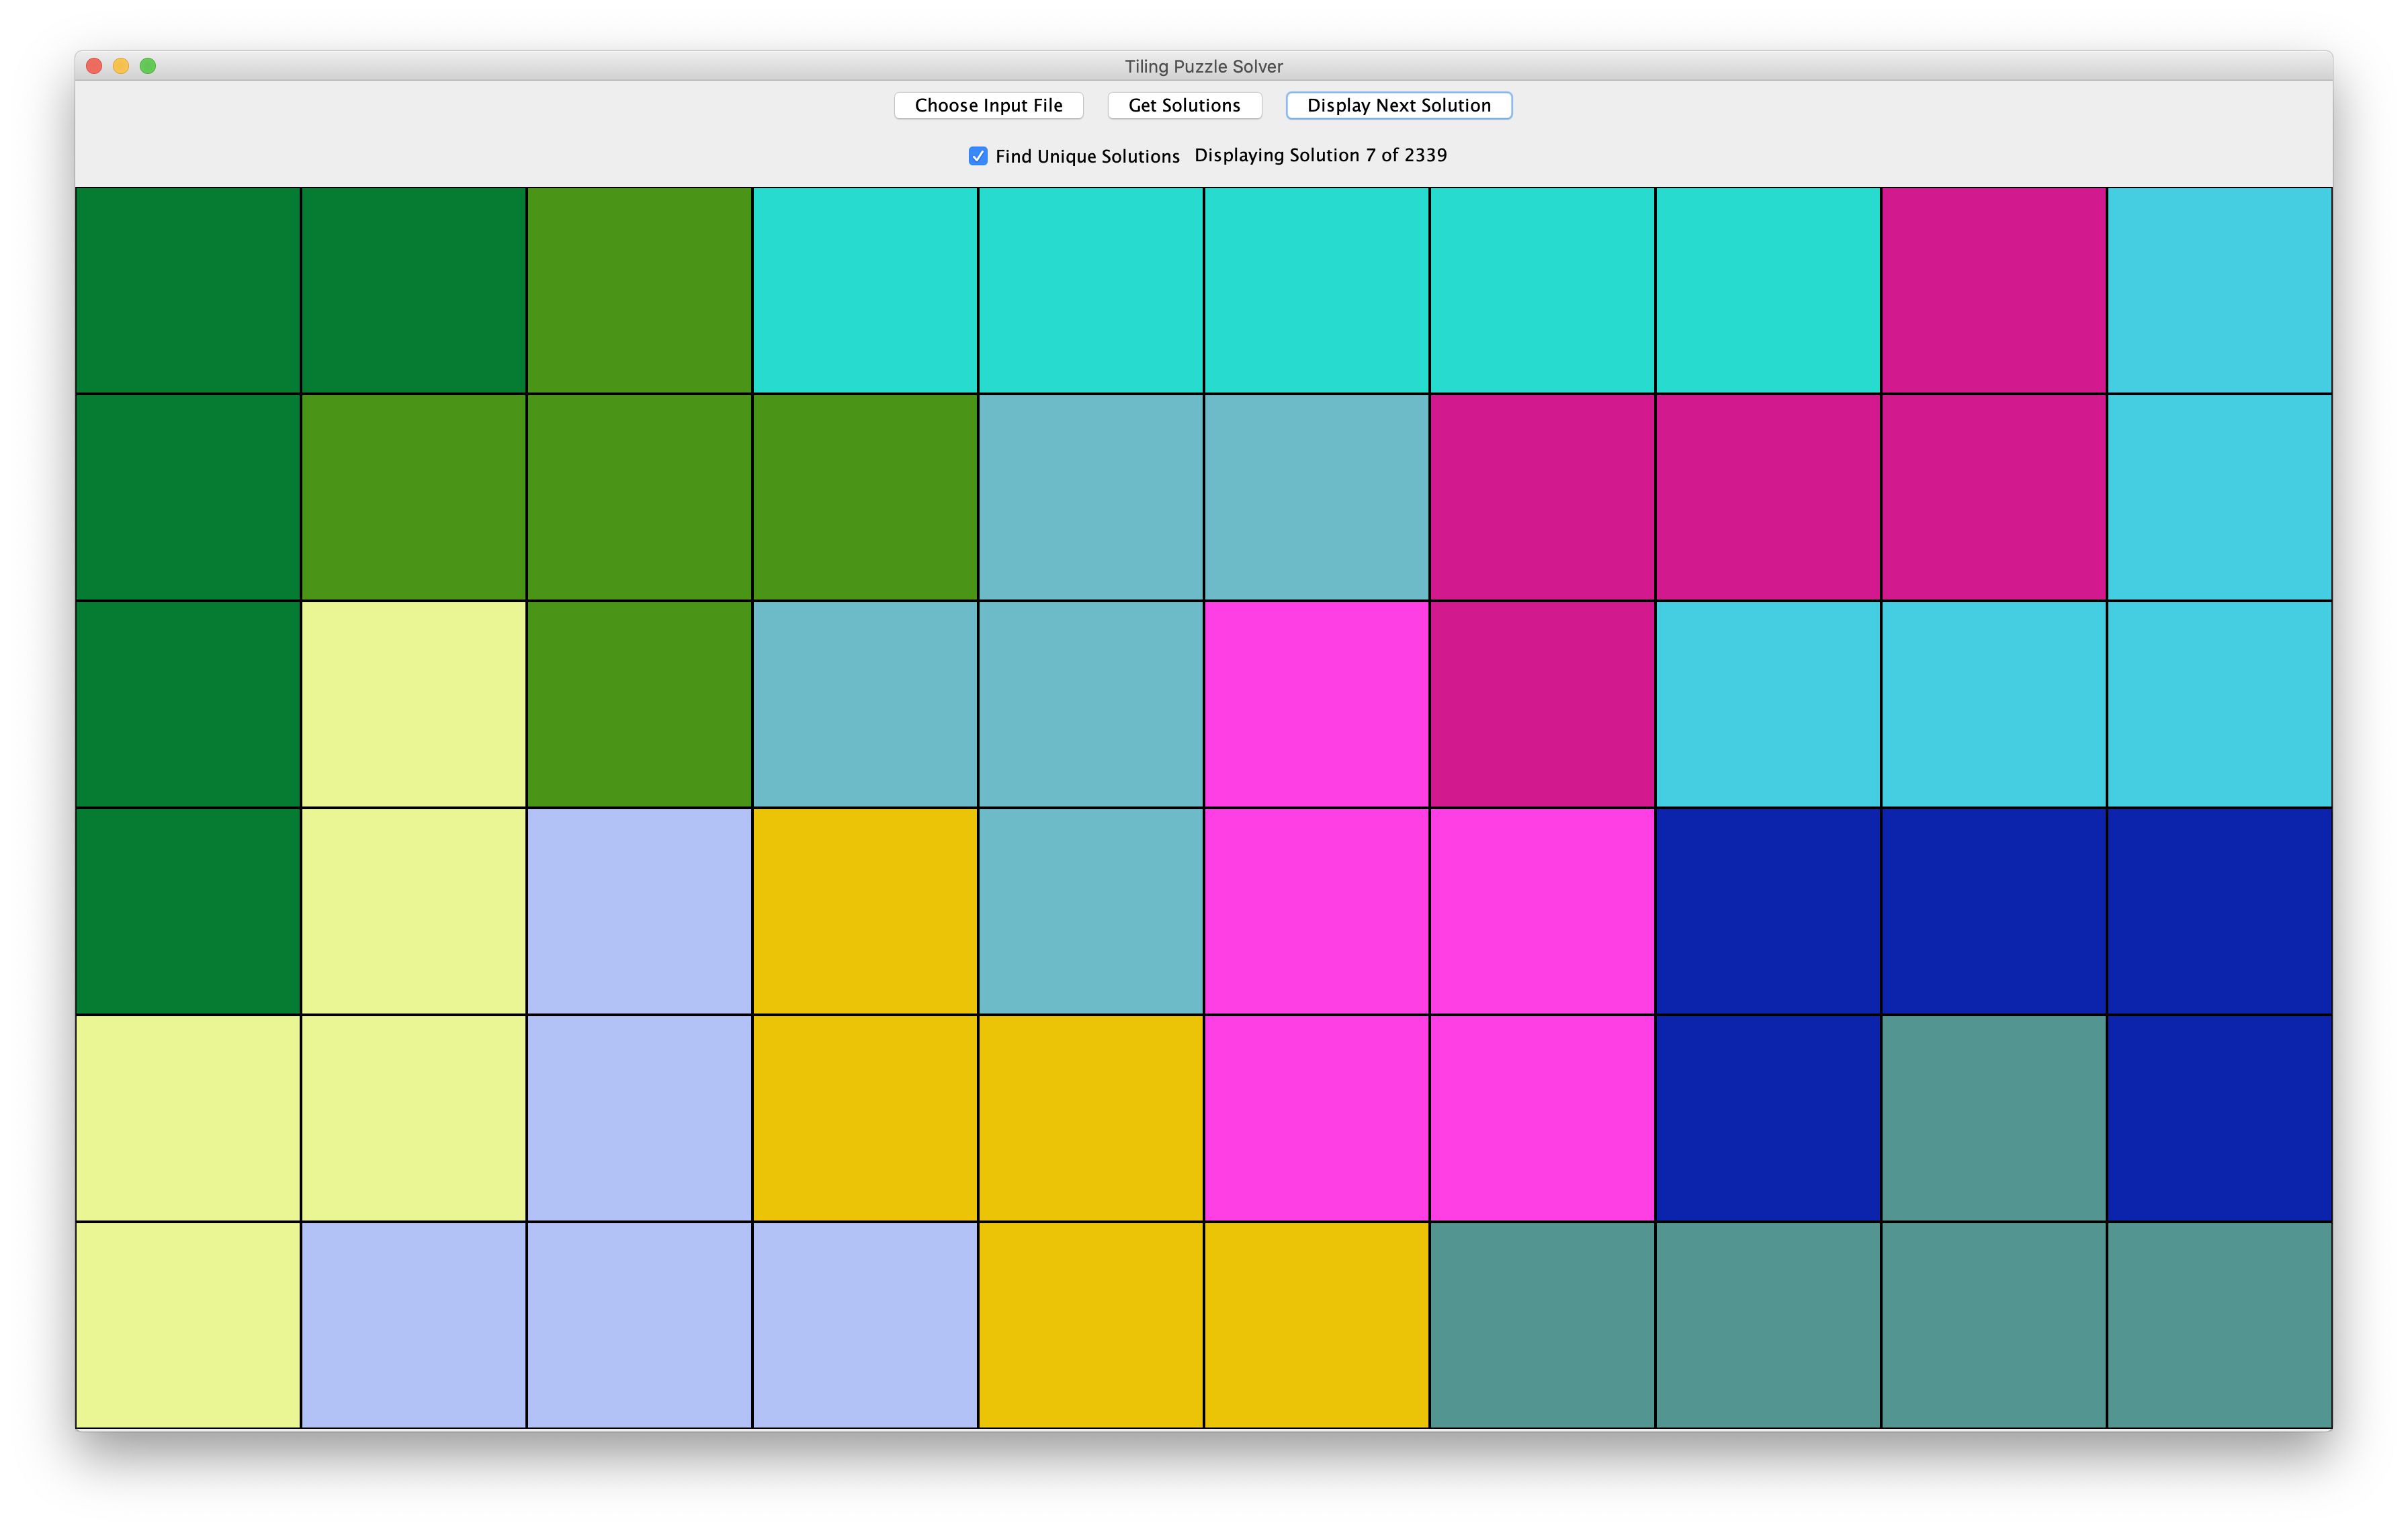 Tiling Puzzle Solver
Choose Input File Get Solutions Display Next Solution
Find Unique Solutions Displaying Solution 7 of 2339